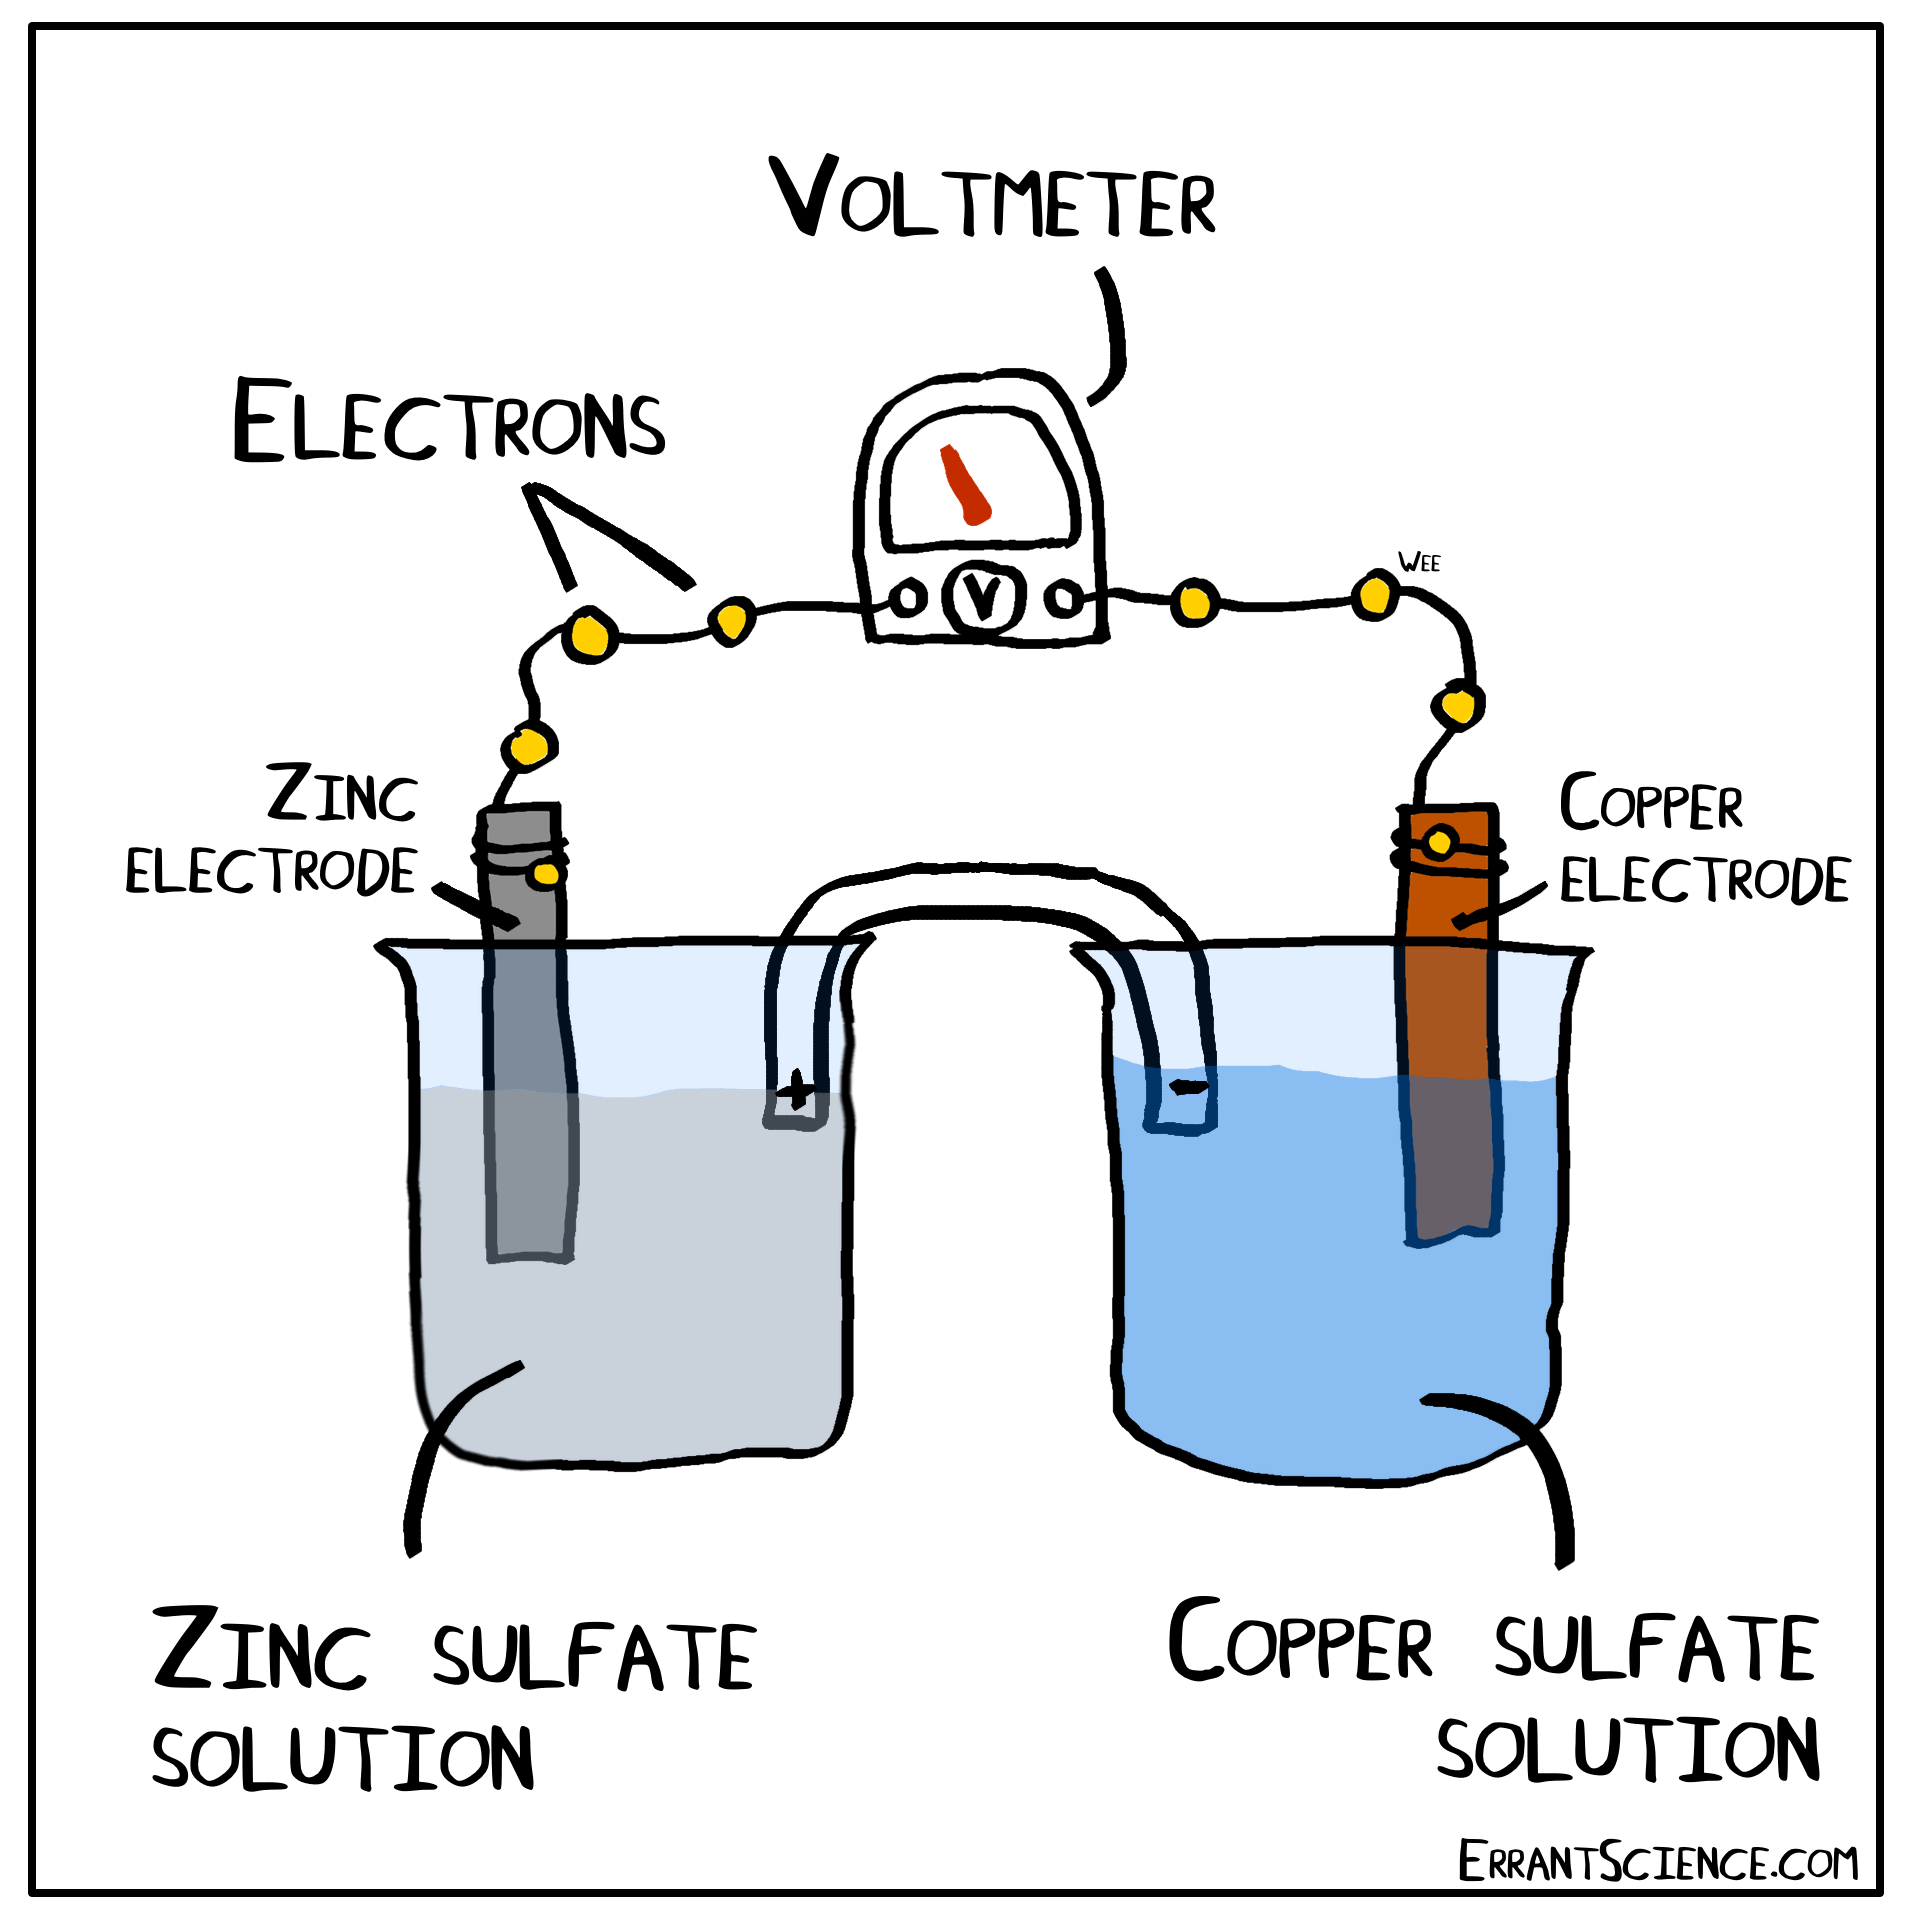 Voltmeter
Electrons
V
Wee
Zinc
electrode
Copper
electrode
+
-
Zinc sulfate
solution
Copper sulfate
solution
ErrantScience.com